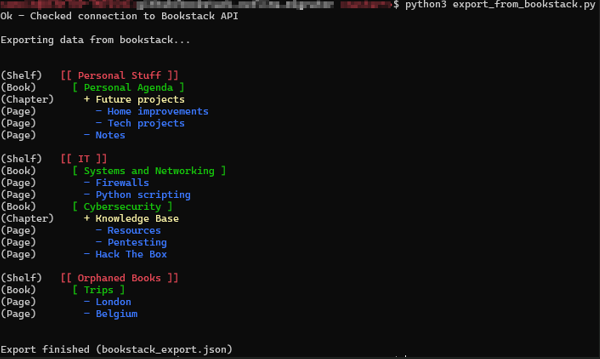 $ python3 export_from_bookstack.py
Ok - Checked connection to Bookstack API
Exporting data from bookstack...
(Shelf) [[ Personal Stuff ]]
(Book) [ Personal Agenda ]
(Chapter) + Future projects
(Page) - Home improvements
(Page) - Tech projects
(Page) - Notes
(Shelf) [[ IT ]]
(Book) [ Systems and Networking ]
(Page) - Firewalls
(Page) - Python scripting
(Book) [ Cybersecurity ]
(Chapter) + Knowledge Base
(Page) - Resources
(Page) - Pentesting
(Page) - Hack The Box
(Shelf) [[ Orphaned Books ]]
(Book) [ Trips ]
(Page) - London
(Page) - Belgium
Export finished (bookstack_export.json)